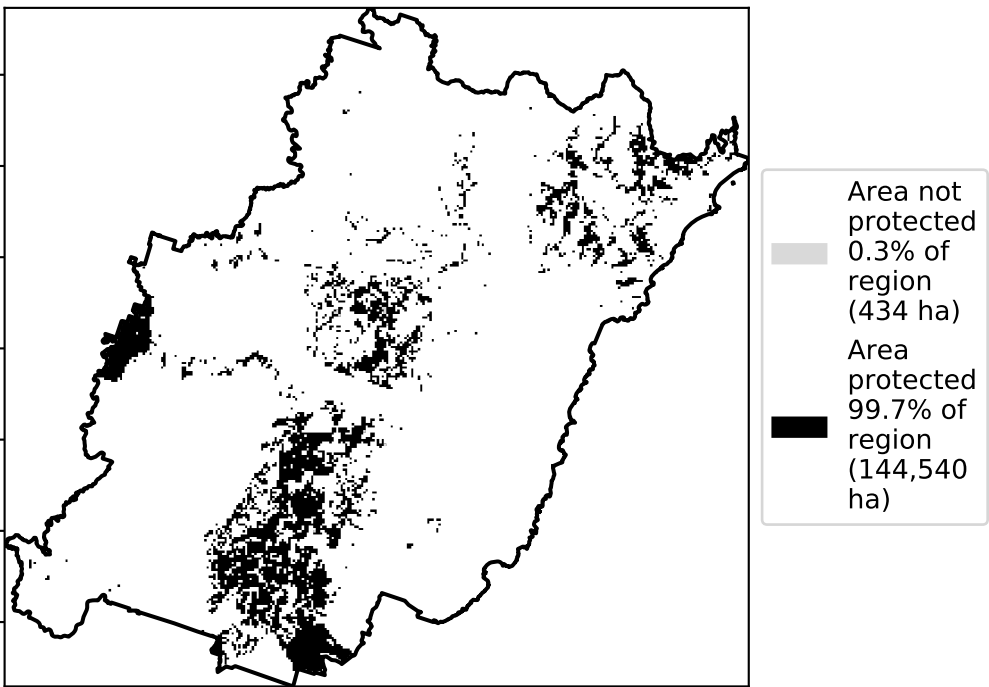 Area not
protected
0.3% of
region
(434 ha)
Area
protected
99.7% of
region
(144,540
ha)